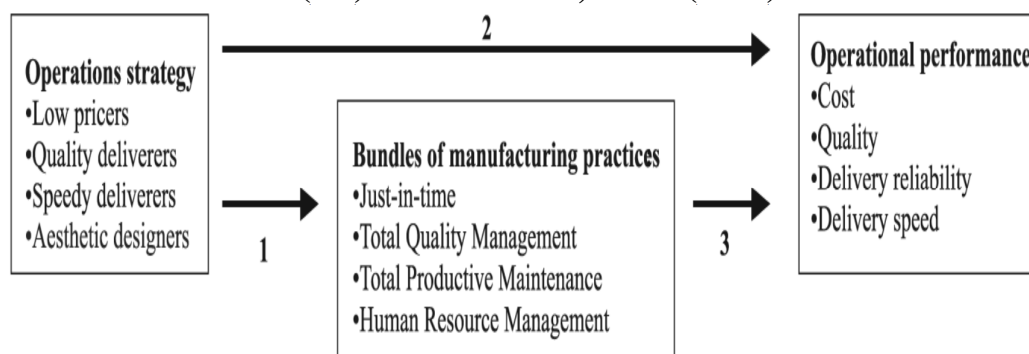 2
Operations strategy
•Low pricers
•Quality deliverers
•Speedy deliverers
•Aesthetic designers
1
Bundles of manufacturing practices
•Just-in-time
•Total Quality Management
•Total Productive Maintenance
•Human Resource Management
3
Operational performance
•Cost
•Quality
•Delivery reliability
•Delivery speed